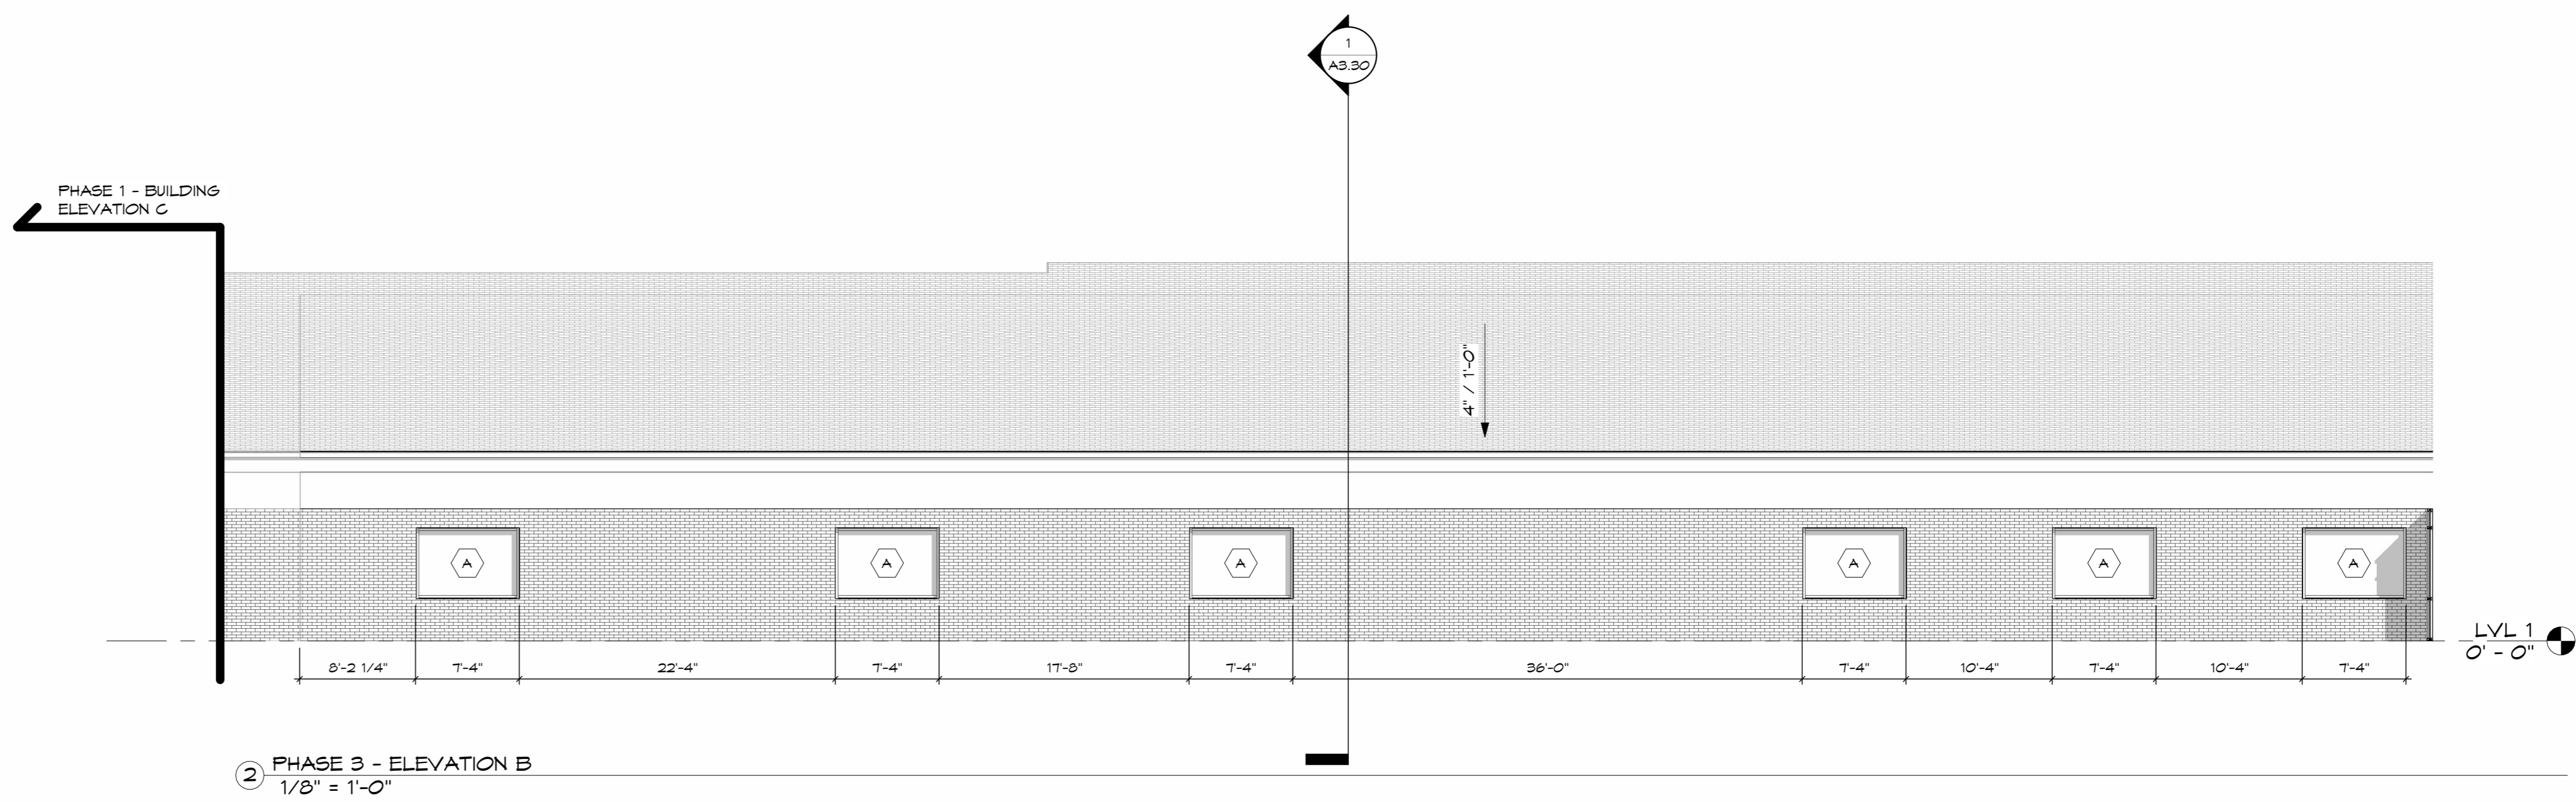 1
A3.30
PHASE 1 - BUILDING
ELEVATION C
4" / 1'-0"
A
A
A
A
A
A
LVL 1
0' - 0"
8'-2 1/4"
7'-4"
22'-4"
7'-4"
17'-8"
7'-4"
36'-0"
7'-4"
10'-4"
7'-4"
10'-4"
7'-4"
2
PHASE 3 - ELEVATION B
1/8" = 1'-0"